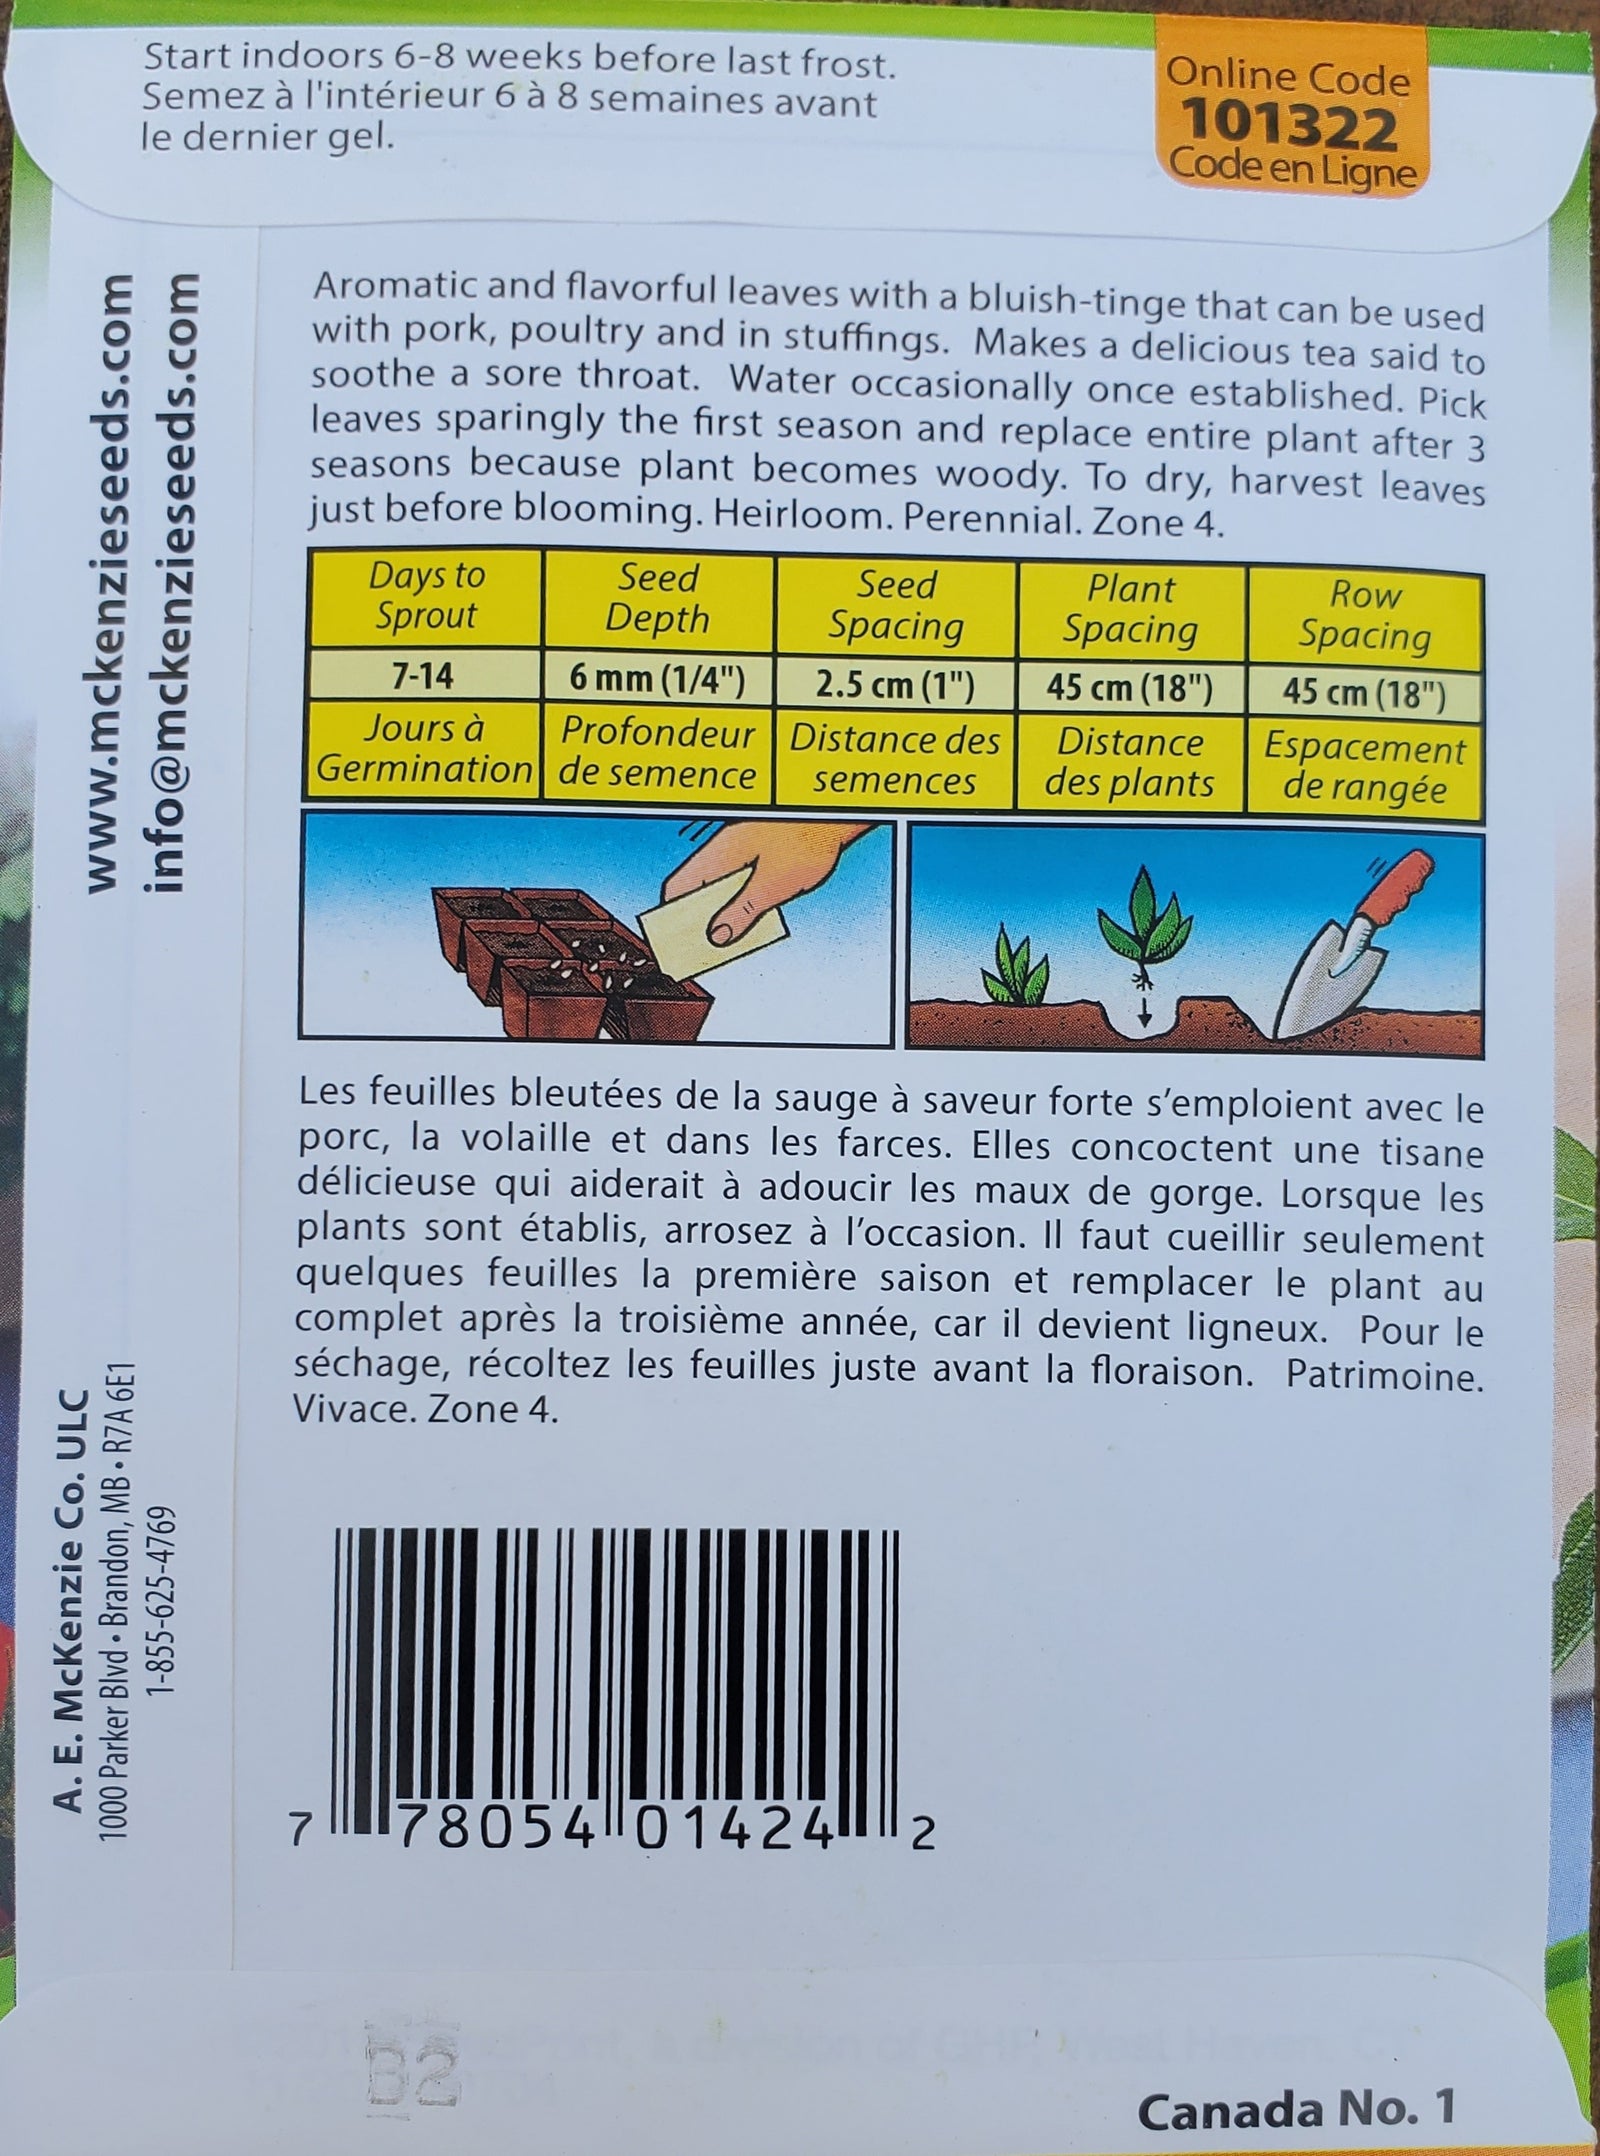 Start indoors 6-8 weeks before last frost.
Semez à l'intérieur 6 à 8 semaines avant
le dernier gel.
Online Code
101322
Code en Ligne
www.mckenzieseeds.com
info@mckenzieseeds.com
Aromatic and flavorful leaves with a bluish-tinge that can be used
with pork, poultry and in stuffings. Makes a delicious tea said to
soothe a sore throat. Water occasionally once established. Pick
leaves sparingly the first season and replace entire plant after 3
seasons because plant becomes woody. To dry, harvest leaves
just before blooming. Heirloom. Perennial. Zone 4.
Days to
Sprout
Seed
Depth
Seed
Spacing
Plant
Spacing
Row
Spacing
7-14
6 mm (1/4")
2.5 cm (1")
45 cm (18")
45 cm (18")
Jours à
Germination
Profondeur
de semence
Distance des
semences
Distance
des plants
Espacement
de rangée
Les feuilles bleutées de la sauge à saveur forte s’emploient avec le
porc, la volaille et dans les farces. Elles concoctent une tisane
délicieuse qui aiderait à adoucir les maux de gorge. Lorsque les
plants sont établis, arrosez à l’occasion. Il faut cueillir seulement
quelques feuilles la première saison et remplacer le plant au
complet après la troisième année, car il devient ligneux. Pour le
séchage, récoltez les feuilles juste avant la floraison. Patrimoine.
Vivace. Zone 4.
A. E. McKenzie Co. ULC
1000 Parker Blvd • Brandon, MB • R7A 6E1
1-855-625-4769
7 78054 01424 2
Canada No. 1